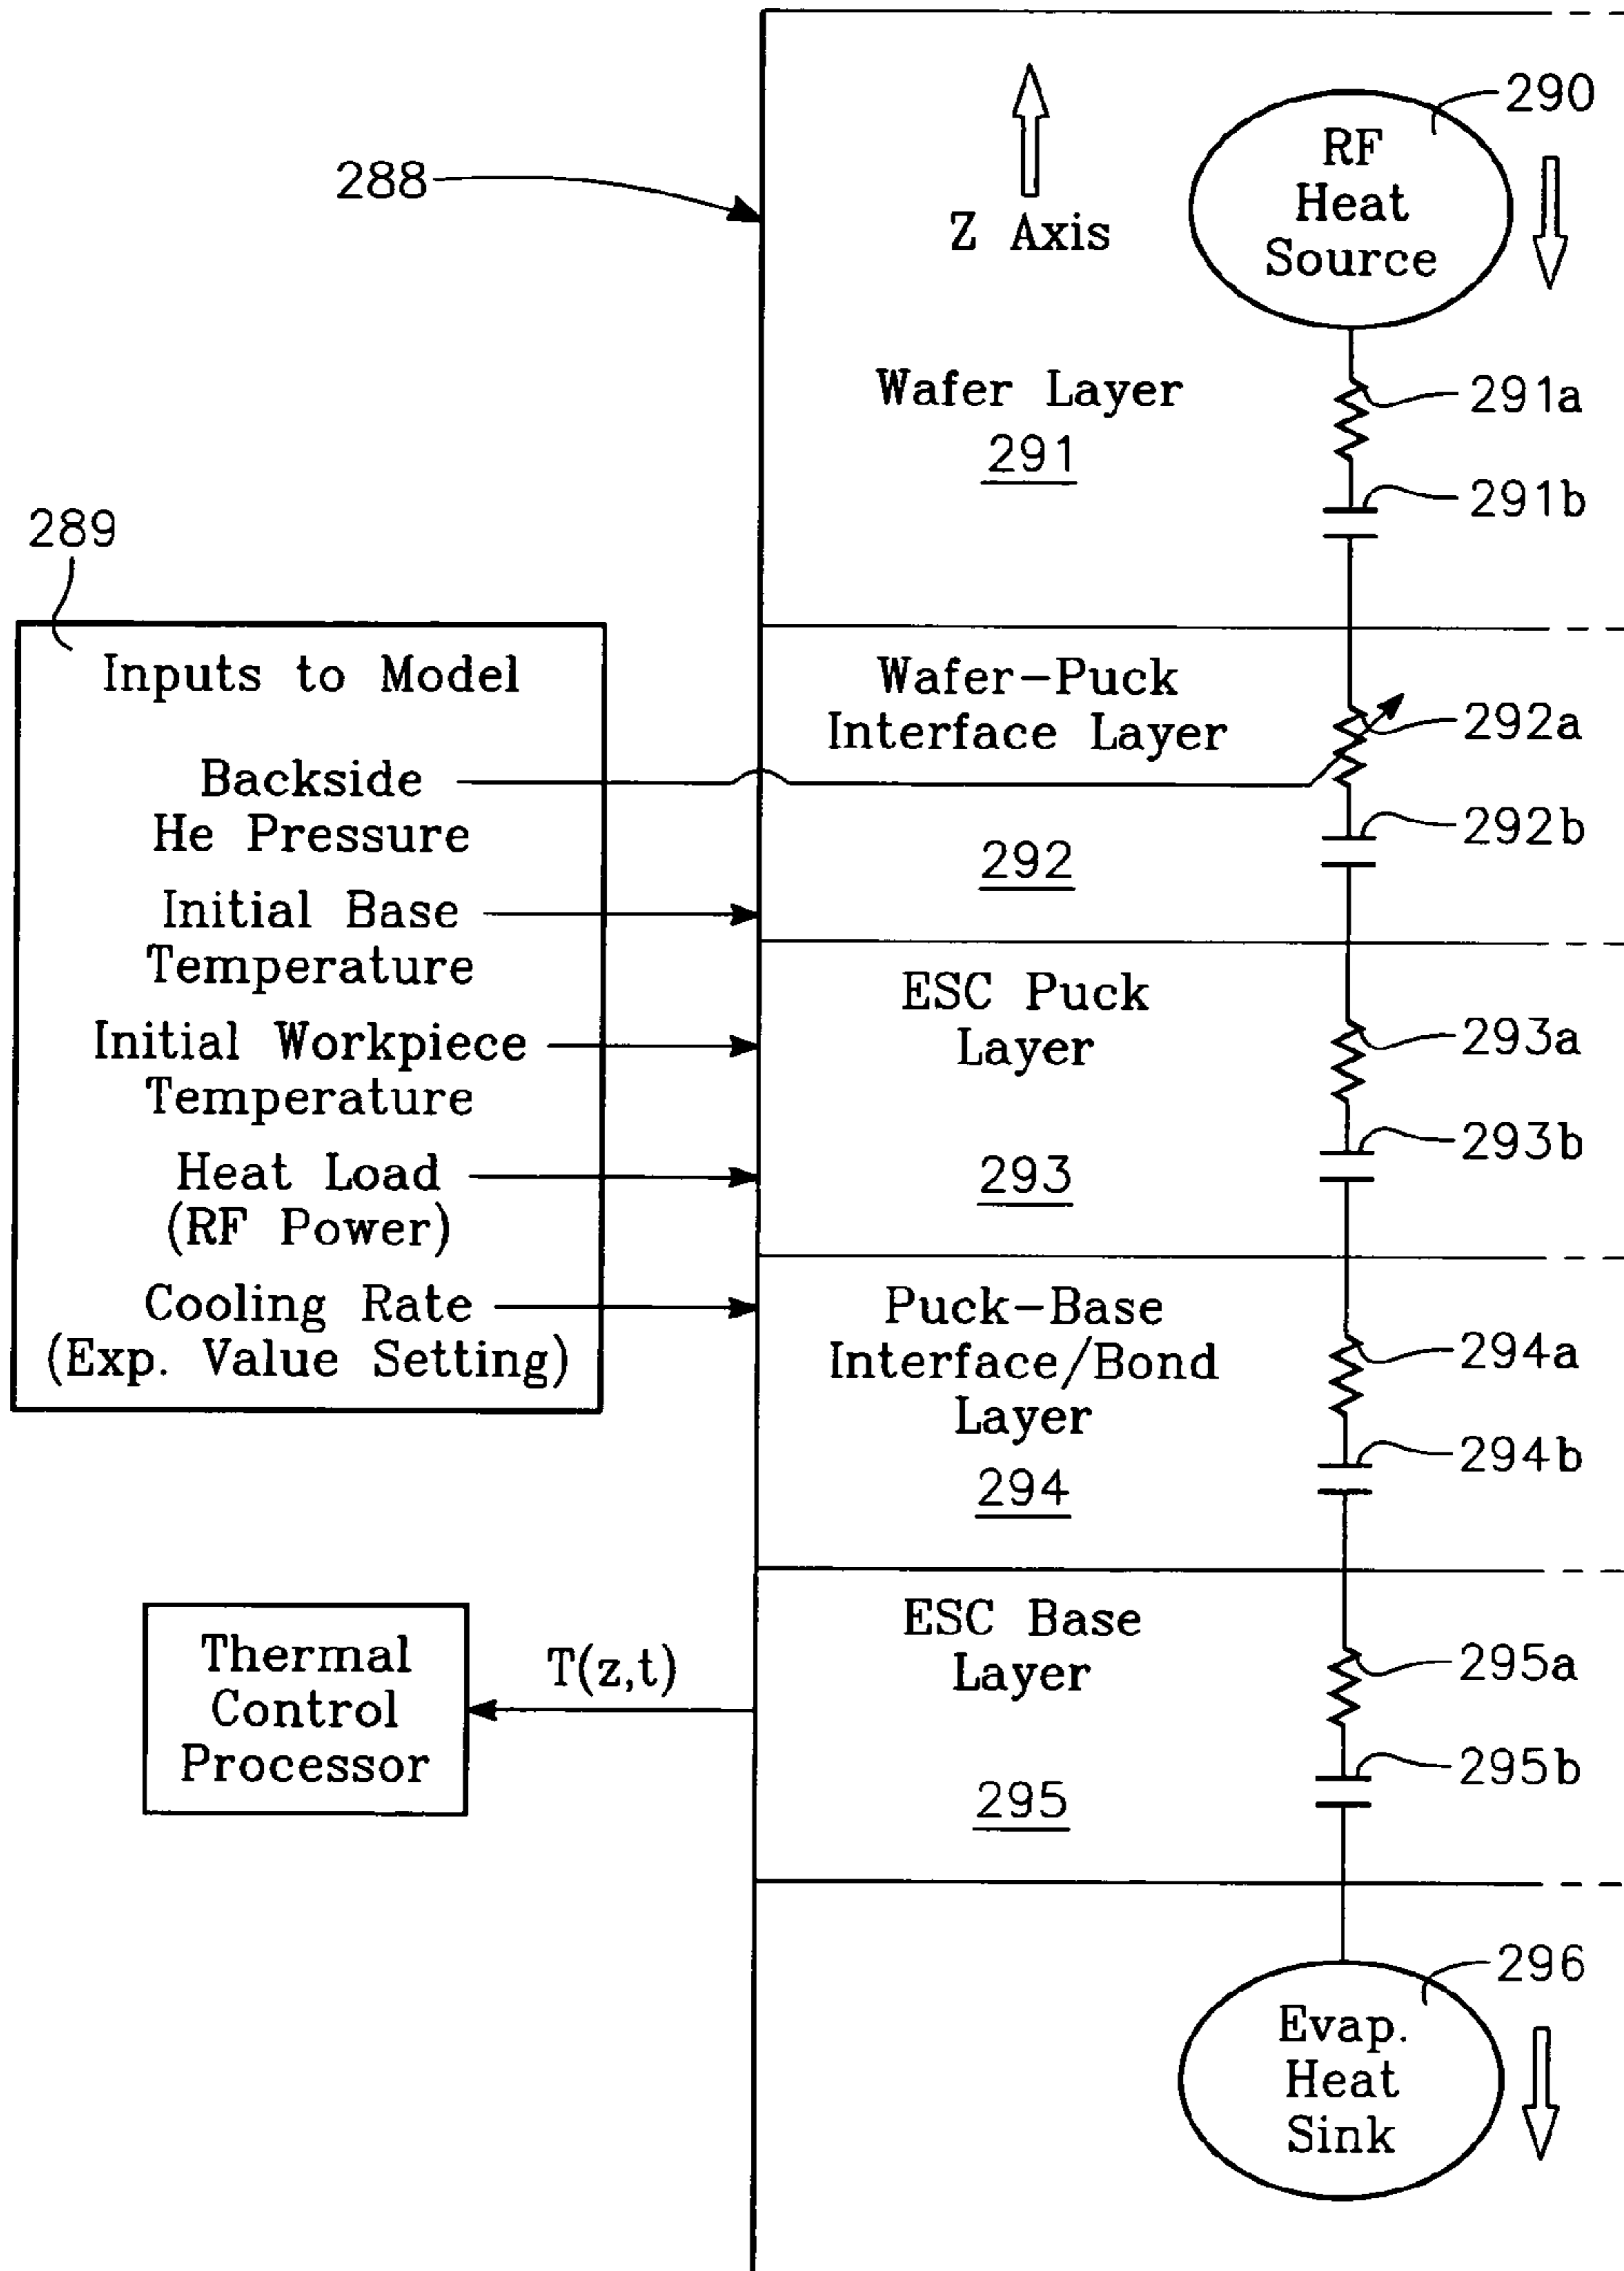 290
RF
Heat
Source
288
Z Axis
Wafer Layer
291
291a
291b
289
Inputs to Model
Backside
He Pressure
Initial Base
Temperature
Initial Workpiece
Temperature
Heat Load
(RF Power)
Cooling Rate
(Exp. Value Setting)
Wafer-Puck
Interface Layer
292
292a
292b
ESC Puck
Layer
293
293a
293b
Puck-Base
Interface/Bond
Layer
294
294a
294b
Thermal
Control
Processor
T(z,t)
ESC Base
Layer
295
295a
295b
296
Evap.
Heat
Sink